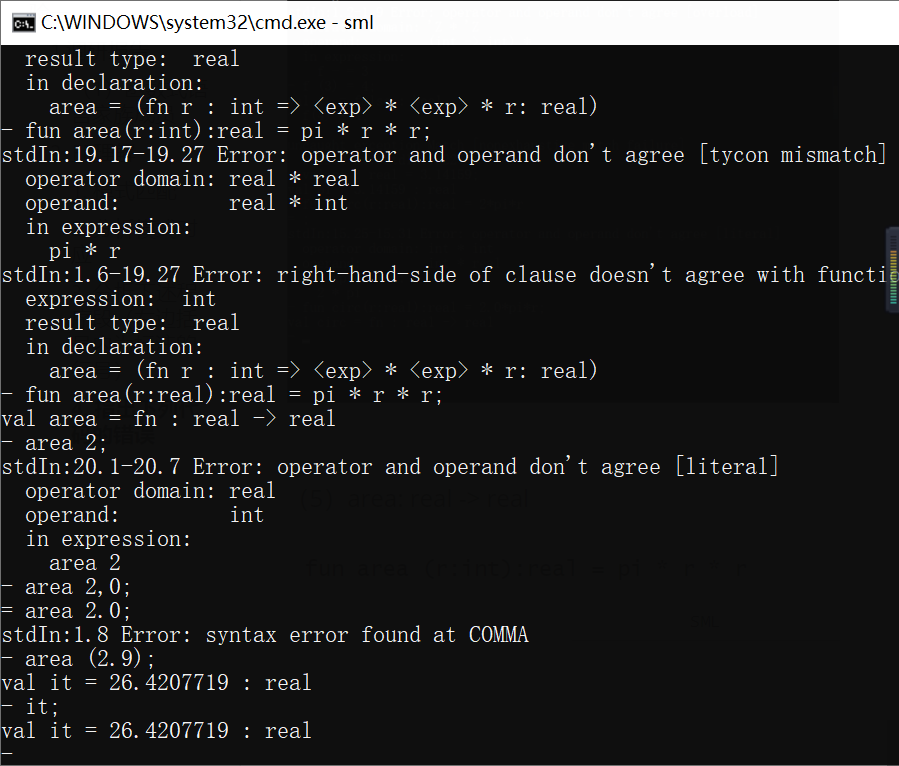 C:\WINDOWS\system32\cmd.exe - sml
result type:  real
in declaration:
area = (fn r : int => <exp> * <exp> * r: real)
- fun area(r:int):real = pi * r * r;
stdIn:19.17-19.27 Error: operator and operand don't agree [tycon mismatch]
operator domain: real * real
operand:         real * int
in expression:
pi * r
stdIn:1.6-19.27 Error: right-hand-side of clause doesn't agree with functio
expression:  int
result type:  real
in declaration:
area = (fn r : int => <exp> * <exp> * r: real)
- fun area(r:real):real = pi * r * r;
val area = fn : real -> real
- area 2;
stdIn:20.1-20.7 Error: operator and operand don't agree [literal]
operator domain: real
operand:         int
in expression:
area 2
- area 2,0;
= area 2.0;
stdIn:1.8 Error: syntax error found at COMMA
- area (2.9);
val it = 26.4207719 : real
- it;
val it = 26.4207719 : real
-